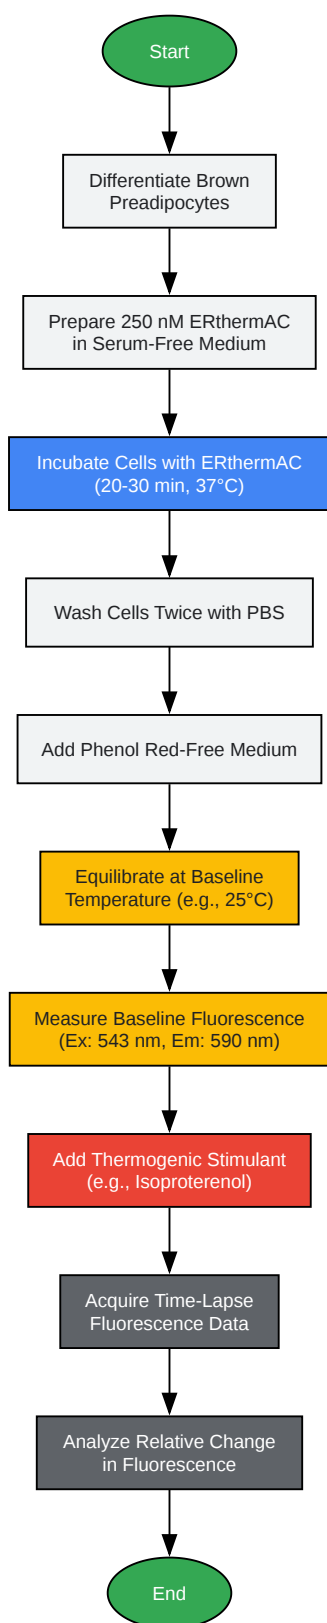 Start
Differentiate Brown
Preadipocytes
Prepare 250 nM ERthermAC
in Serum-Free Medium
Incubate Cells with ERthermAC
(20-30 min, 37°C)
Wash Cells Twice with PBS
Add Phenol Red-Free Medium
Equilibrate at Baseline
Temperature (e.g., 25°C)
Measure Baseline Fluorescence
(Ex: 543 nm, Em: 590 nm)
Add Thermogenic Stimulant
(e.g., Isoproterenol)
Acquire Time-Lapse
Fluorescence Data
Analyze Relative Change
in Fluorescence
End